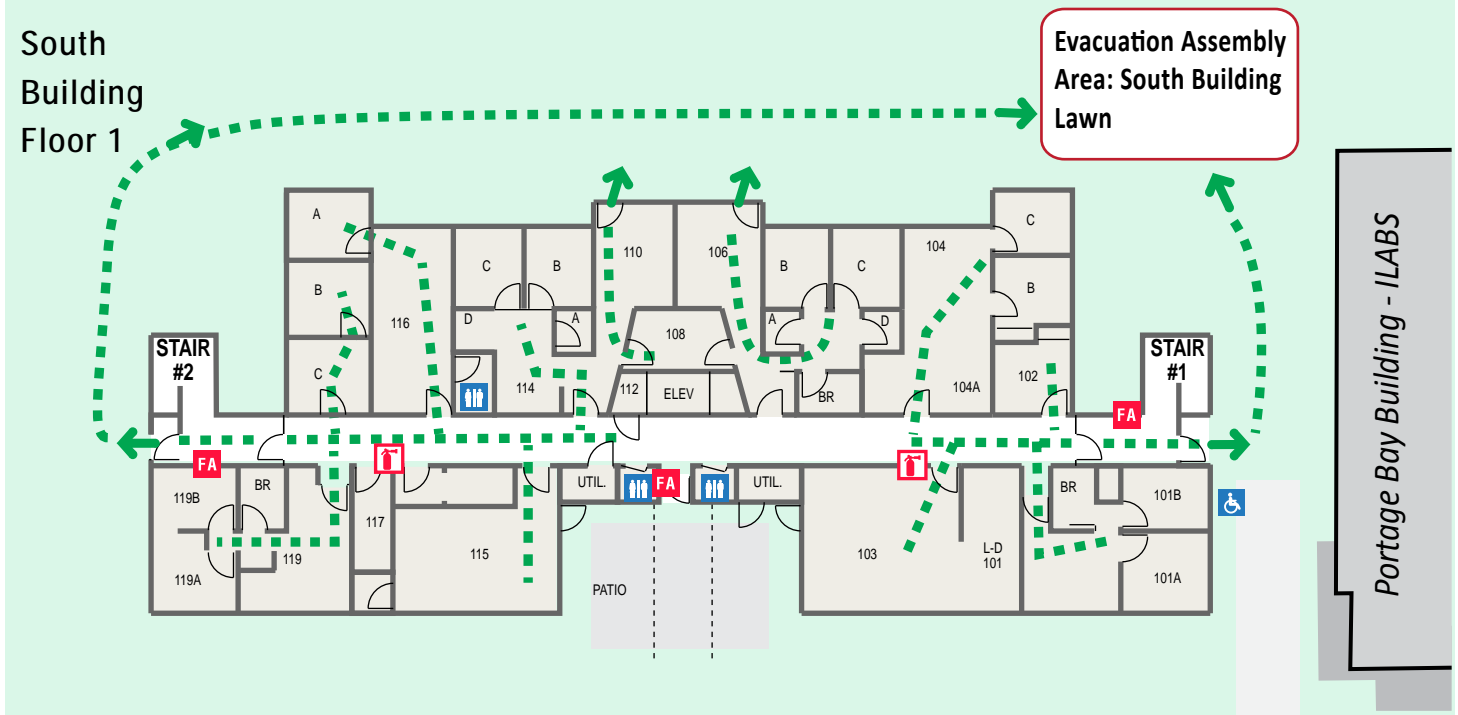 South
Building
Floor 1
Evacuation Assembly
Area: South Building
Lawn
A
B
C
116
C
B
D
A
114
110
106
108
112
ELEV
B
C
A
D
BR
104
104A
C
B
102
STAIR
#2
STAIR
#1
FA
FA
FA
119B
BR
119A
119
117
115
UTIL.
UTIL.
PATIO
103
L-D
101
BR
101B
101A
Portage Bay Building - ILABS